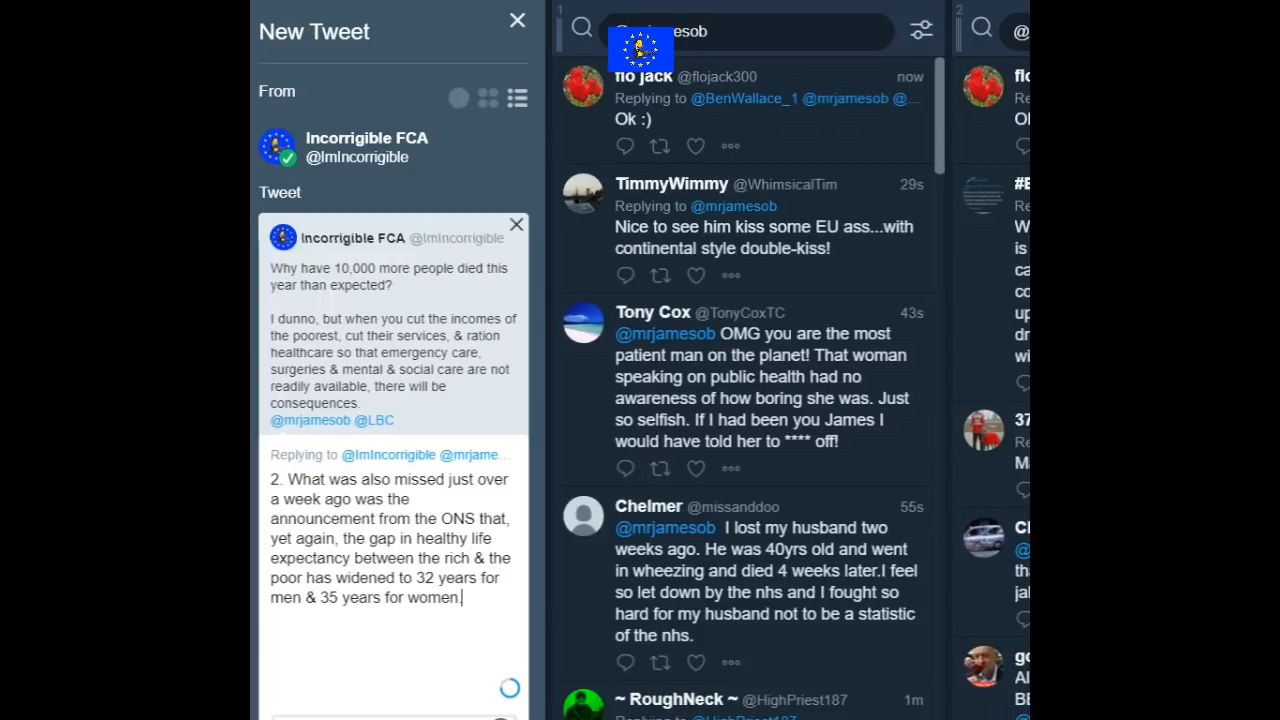 New Tweet
From
Incorrigible FCA
@ImIncorrigible
Tweet
Incorrigible FCA @ImIncorrigible
Why have 10,000 more people died this
year than expected?
I dunno, but when you cut the incomes of
the poorest, cut their services, & ration
healthcare so that emergency care,
surgeries & mental & social care are not
readily available, there will be
consequences.
@mrjamesob @LBC
Replying to @ImIncorrigible @mrjame...
2. What was also missed just over
a week ago was the
announcement from the ONS that,
yet again, the gap in healthy life
expectancy between the rich & the
poor has widened to 32 years for
men & 35 years for women.
1
esob
flo jack @flojack300 now
Replying to @BenWallace_1 @mrjamesob @...
Ok :)
TimmyWimmy @WhimsicalTim 29s
Replying to @mrjamesob
Nice to see him kiss some EU ass...with
continental style double-kiss!
Tony Cox @TonyCoxTC 43s
@mrjamesob OMG you are the most
patient man on the planet! That woman
speaking on public health had no
awareness of how boring she was. Just
so selfish. If I had been you James I
would have told her to **** off!
Chelmer @missanddoo 55s
@mrjamesob I lost my husband two
weeks ago. He was 40yrs old and went
in wheezing and died 4 weeks later.I feel
so let down by the nhs and I fought so
hard for my husband not to be a statistic
of the nhs.
~ RoughNeck ~ @HighPriest187 1m
Replying to @HighPriest187
2
@